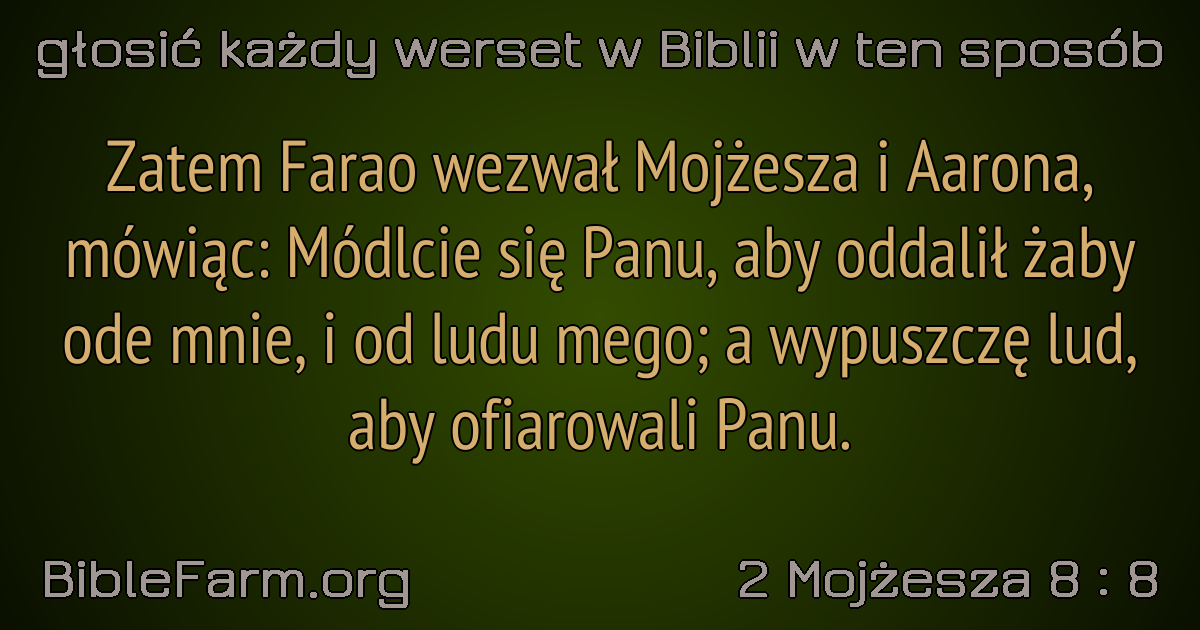 głosić każdy werset w Biblii w ten sposób
Zatem Farao wezwał Mojżesza i Aarona,
mówiąc: Módlcie się Panu, aby oddalił żaby
ode mnie, i od ludu mego; a wypuszczę lud,
aby ofiarowali Panu.
BibleFarm.org
2 Mojżesza 8 : 8